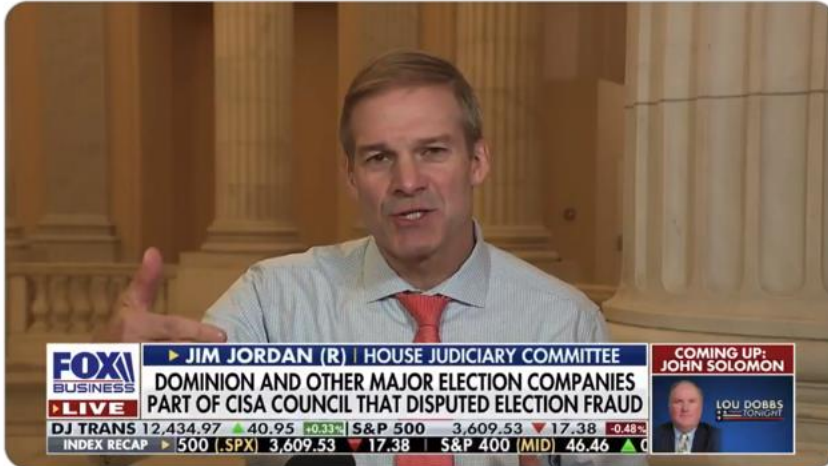 JIM JORDAN (R) | HOUSE JUDICIARY COMMITTEE
FOX
BUSINESS
LIVE
DOMINION AND OTHER MAJOR ELECTION COMPANIES
PART OF CISA COUNCIL THAT DISPUTED ELECTION FRAUD
COMING UP:
JOHN SOLOMON
LOU DOBBS
TONIGHT
DJ TRANS 12,434.97 ▲ 40.95 +0.33% S&P 500 3,609.53 ▼ 17.38 -0.48%
INDEX RECAP 500 (.SPX) 3,609.53 ▼ 17.38 S&P 400 (MID) 46.46 ▲